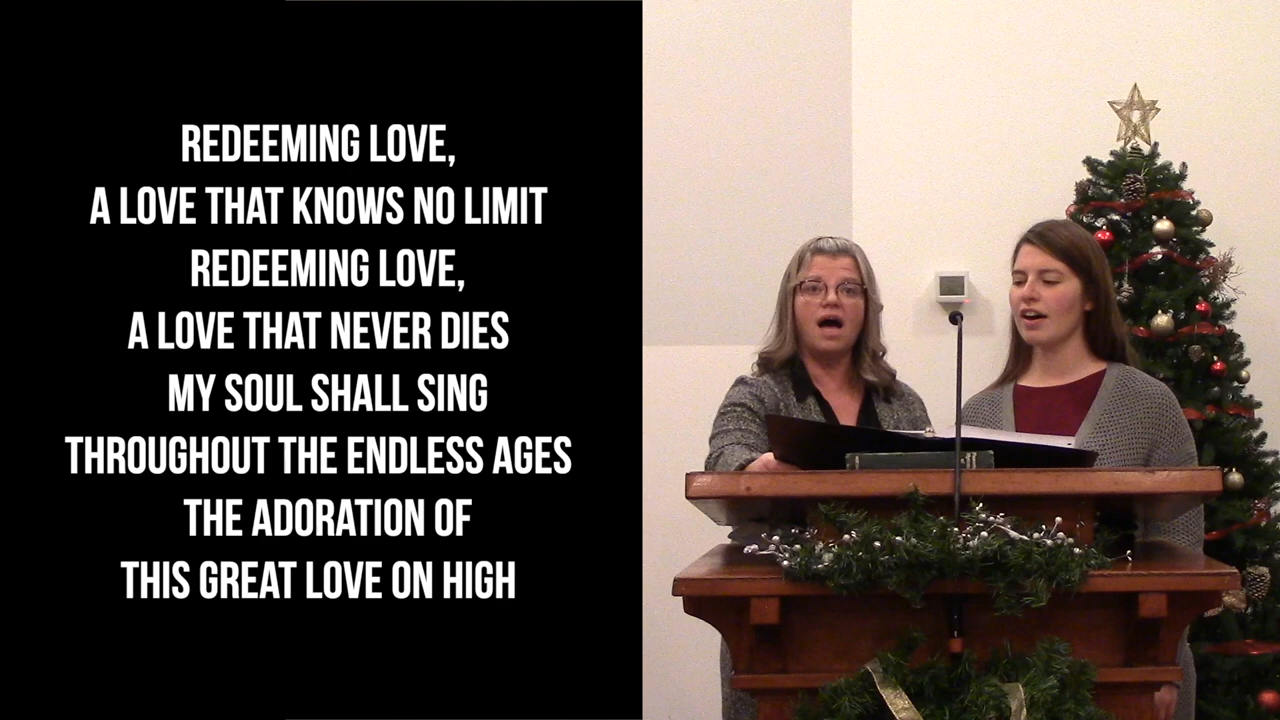 REDEEMING LOVE,
A LOVE THAT KNOWS NO LIMIT
REDEEMING LOVE,
A LOVE THAT NEVER DIES
MY SOUL SHALL SING
THROUGHOUT THE ENDLESS AGES
THE ADORATION OF
THIS GREAT LOVE ON HIGH